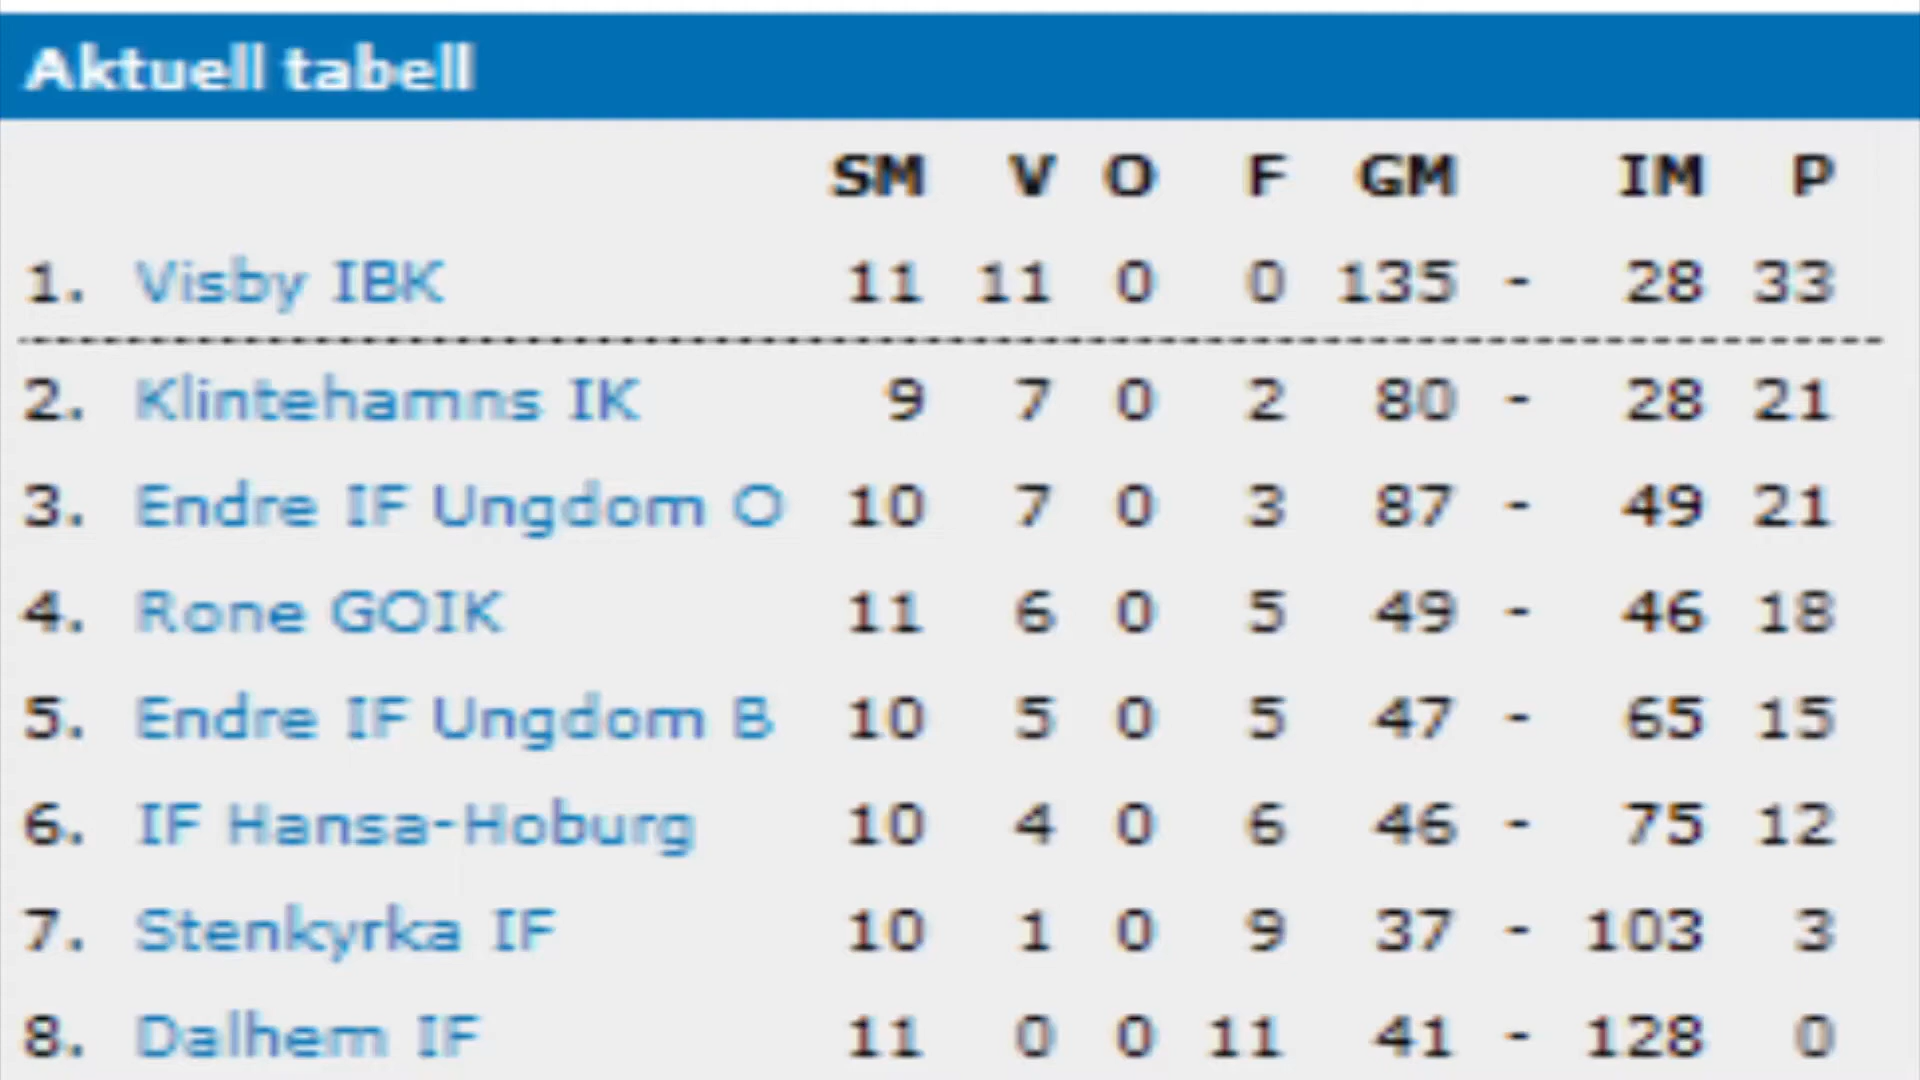 Aktuell tabell
SM V O F GM IM P
1. Visby IBK 11 11 0 0 135 - 28 33
2. Klintehamns IK 9 7 0 2 80 - 28 21
3. Endre IF Ungdom O 10 7 0 3 87 - 49 21
4. Rone GOIK 11 6 0 5 49 - 46 18
5. Endre IF Ungdom B 10 5 0 5 47 - 65 15
6. IF Hansa-Hoburg 10 4 0 6 46 - 75 12
7. Stenkyrka IF 10 1 0 9 37 - 103 3
8. Dalhem IF 11 0 0 11 41 - 128 0